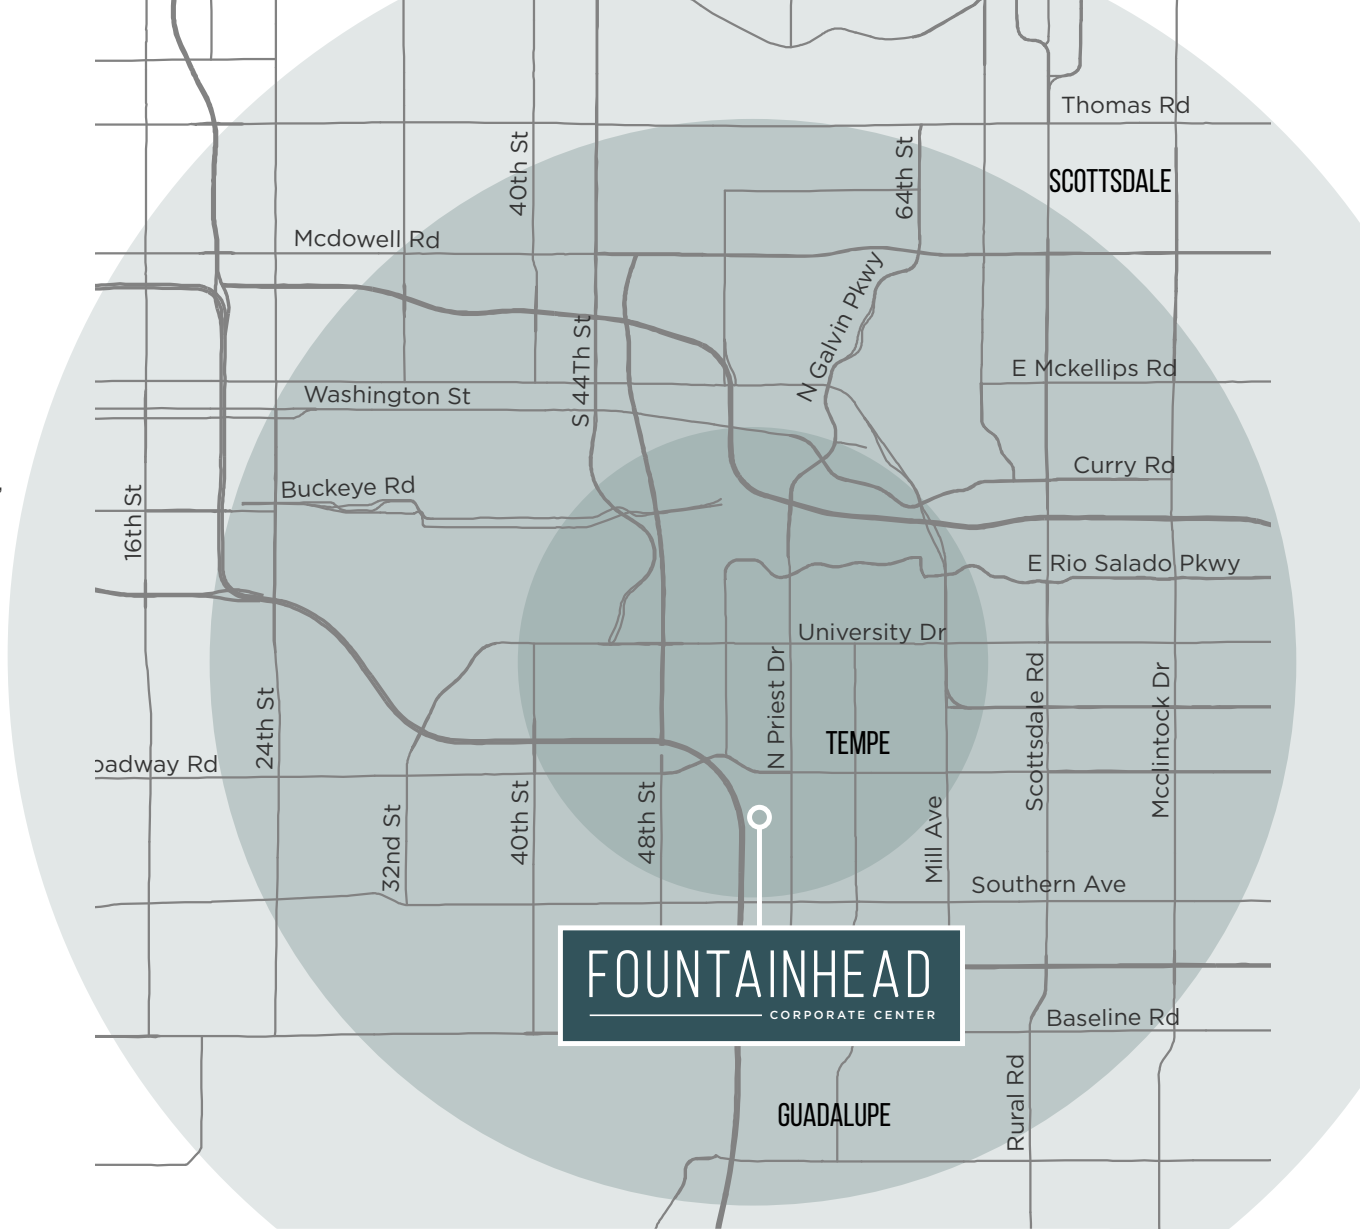 Thomas Rd
40th St
64th St
SCOTTSDALE
Mcdowell Rd
N Galvin Pkwy
S 44Th St
E Mckellips Rd
Washington St
Curry Rd
Buckeye Rd
16th St
E Rio Salado Pkwy
University Dr
N Priest Dr
Scottsdale Rd
Mcclintock Dr
24th St
TEMPE
oadway Rd
32nd St
40th St
48th St
Mill Ave
Southern Ave
FOUNTAINHEAD
CORPORATE CENTER
Baseline Rd
Rural Rd
GUADALUPE